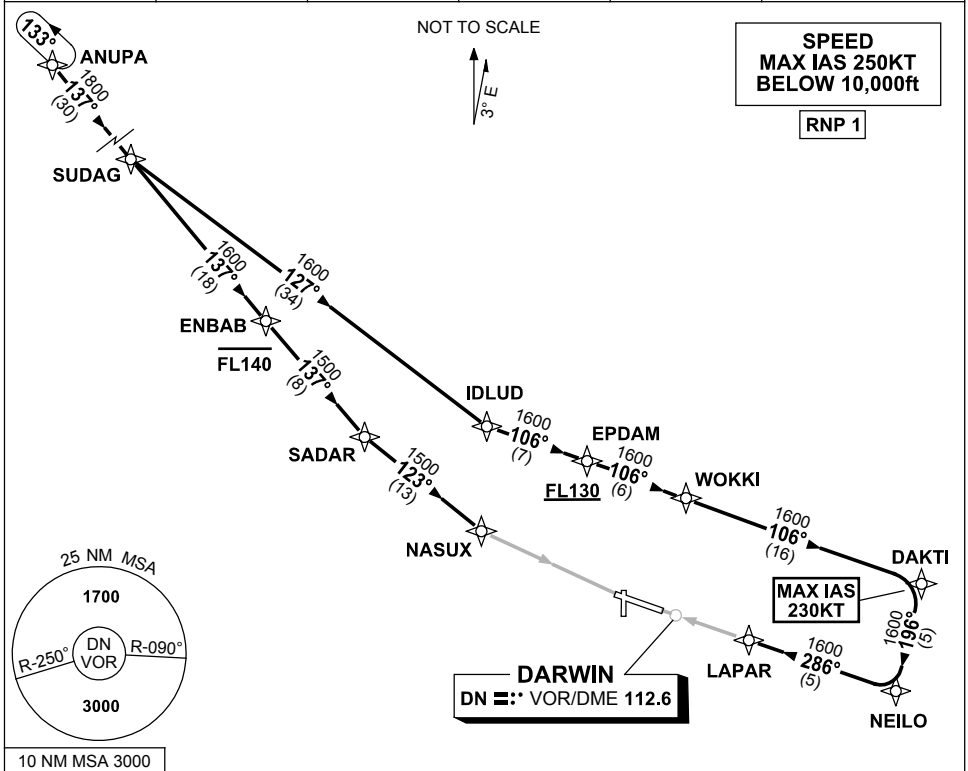 NOT TO SCALE
3° E
SPEED
MAX IAS 250KT
BELOW 10,000ft
RNP 1
133°
ANUPA
1800
137°
(30)
SUDAG
1600
137°
(18)
1600
127°
(34)
ENBAB
FL140
1500
137°
(8)
IDLUD
1600
106°
(7)
EPDAM
FL130
1600
106°
(6)
WOKKI
SADAR
1500
123°
(13)
NASUX
1600
106°
(16)
DAKTI
MAX IAS
230KT
1600
196°
(5)
LAPAR
1600
286°
(5)
NEILO
DARWIN
DN VOR/DME 112.6
25 NM MSA
1700
DN
VOR
R-250°
R-090°
3000
10 NM MSA 3000